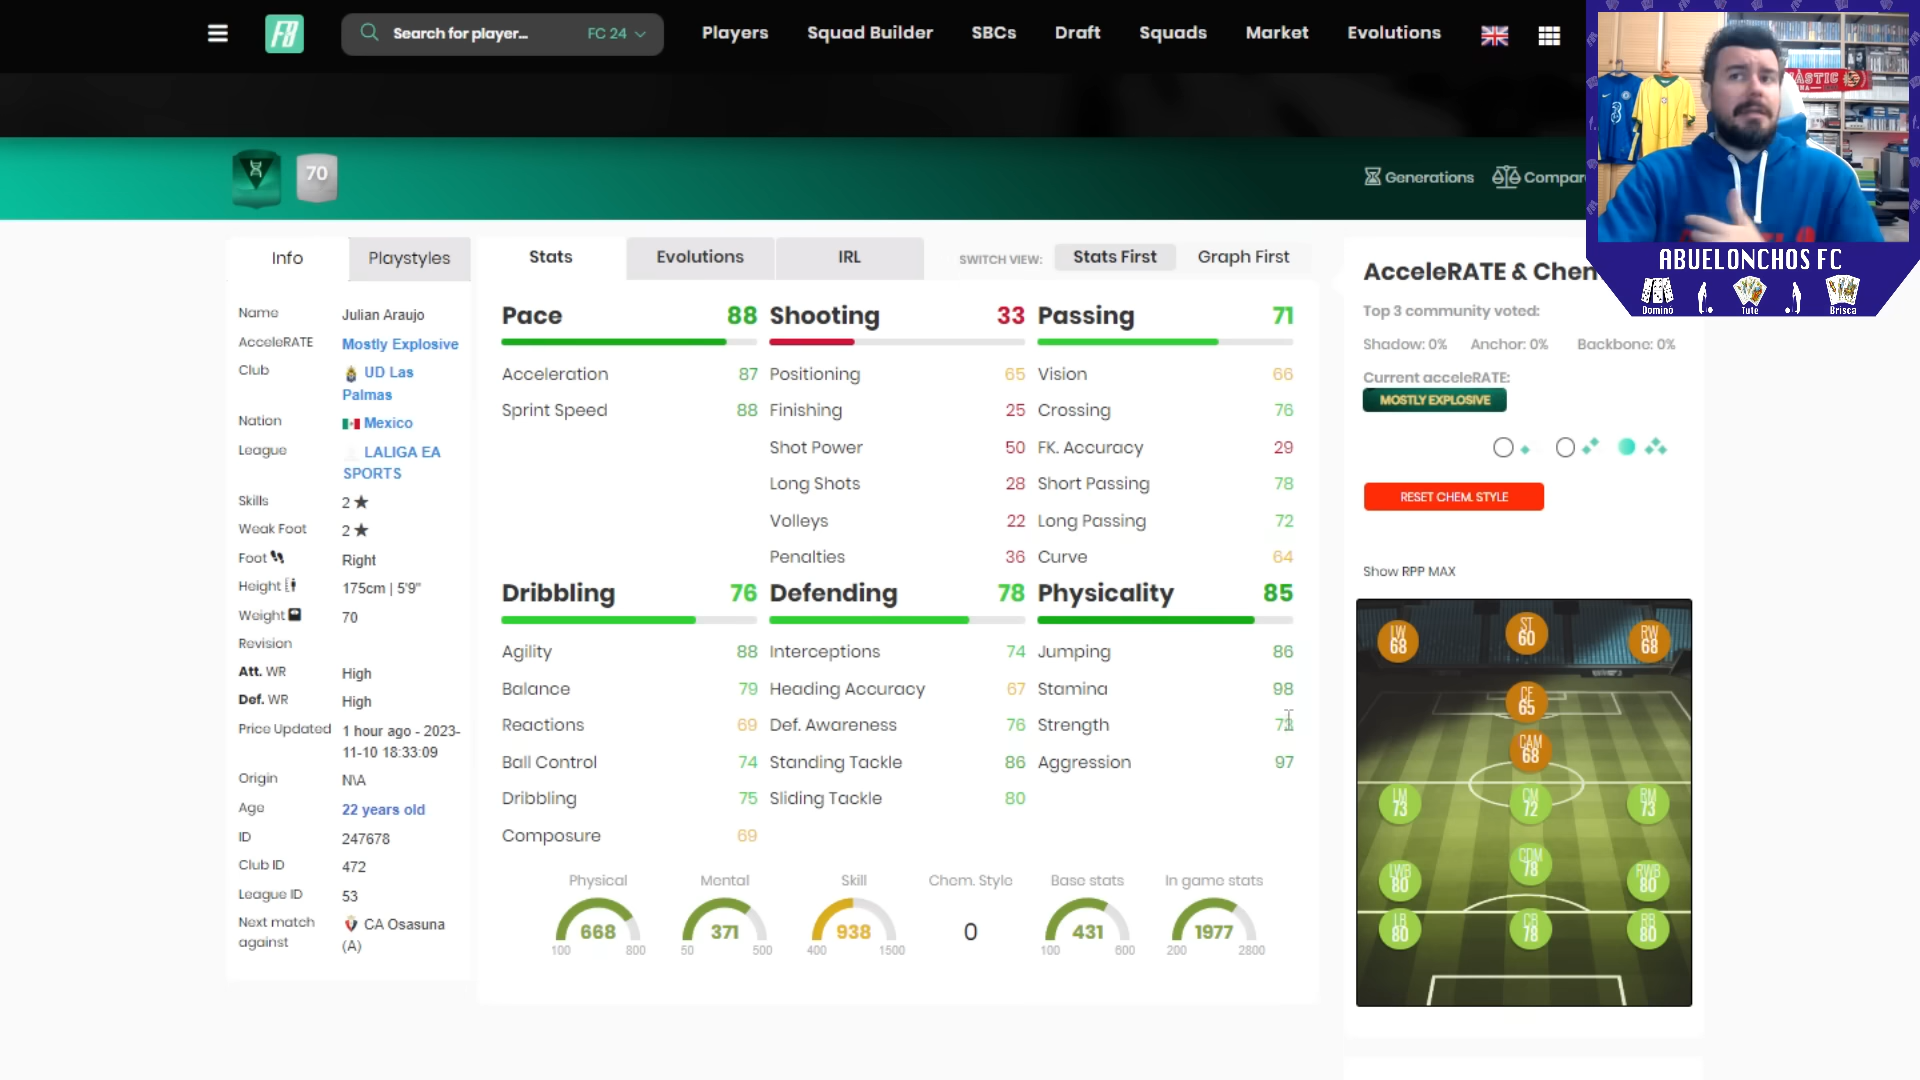 FB
Search for player...
FC 24
Players
Squad Builder
SBCs
Draft
Squads
Market
Evolutions
70
Generations
Compar
ASTIC
3
ABUELONCHOS FC
Domino
Tute
Brisca
Info
Playstyles
Name Julian Araujo
AcceleRATE Mostly Explosive
Club UD Las
Palmas
Nation Mexico
League LALIGA EA
SPORTS
Skills 2
Weak Foot 2
Foot Right
Height 175cm | 5'9"
Weight 70
Revision
Att. WR High
Def. WR High
Price Updated 1 hour ago - 2023-
11-10 18:33:09
Origin N\A
Age 22 years old
ID 247678
Club ID 472
League ID 53
Next match
against
CA Osasuna
(A)
Stats
Evolutions
IRL
SWITCH VIEW:
Stats First
Graph First
Pace 88
Acceleration 87
Sprint Speed 88
Shooting 33
Positioning 65
Finishing 25
Shot Power 50
Long Shots 28
Volleys 22
Penalties 36
Passing 71
Vision 66
Crossing 76
FK. Accuracy 29
Short Passing 78
Long Passing 72
Curve 64
Dribbling 76
Agility 88
Balance 79
Reactions 69
Ball Control 74
Dribbling 75
Composure 69
Defending 78
Interceptions 74
Heading Accuracy 67
Def. Awareness 76
Standing Tackle 86
Sliding Tackle 80
Physicality 85
Jumping 86
Stamina 98
Strength
Aggression 97
Physical
668
100 800
Mental
371
50 500
Skill
938
400 1500
Chem. Style
0
Base stats
431
100 600
In game stats
1977
200 2800
AcceleRATE & Chem
Top 3 community voted:
Shadow: 0% Anchor: 0% Backbone: 0%
Current acceleRATE:
MOSTLY EXPLOSIVE
RESET CHEM. STYLE
Show RPP MAX
LW
68
ST
60
RW
68
CF
65
CAM
68
LM
73
CM
72
RM
73
LWB
80
CDM
78
RWB
80
LB
80
CB
78
RB
80